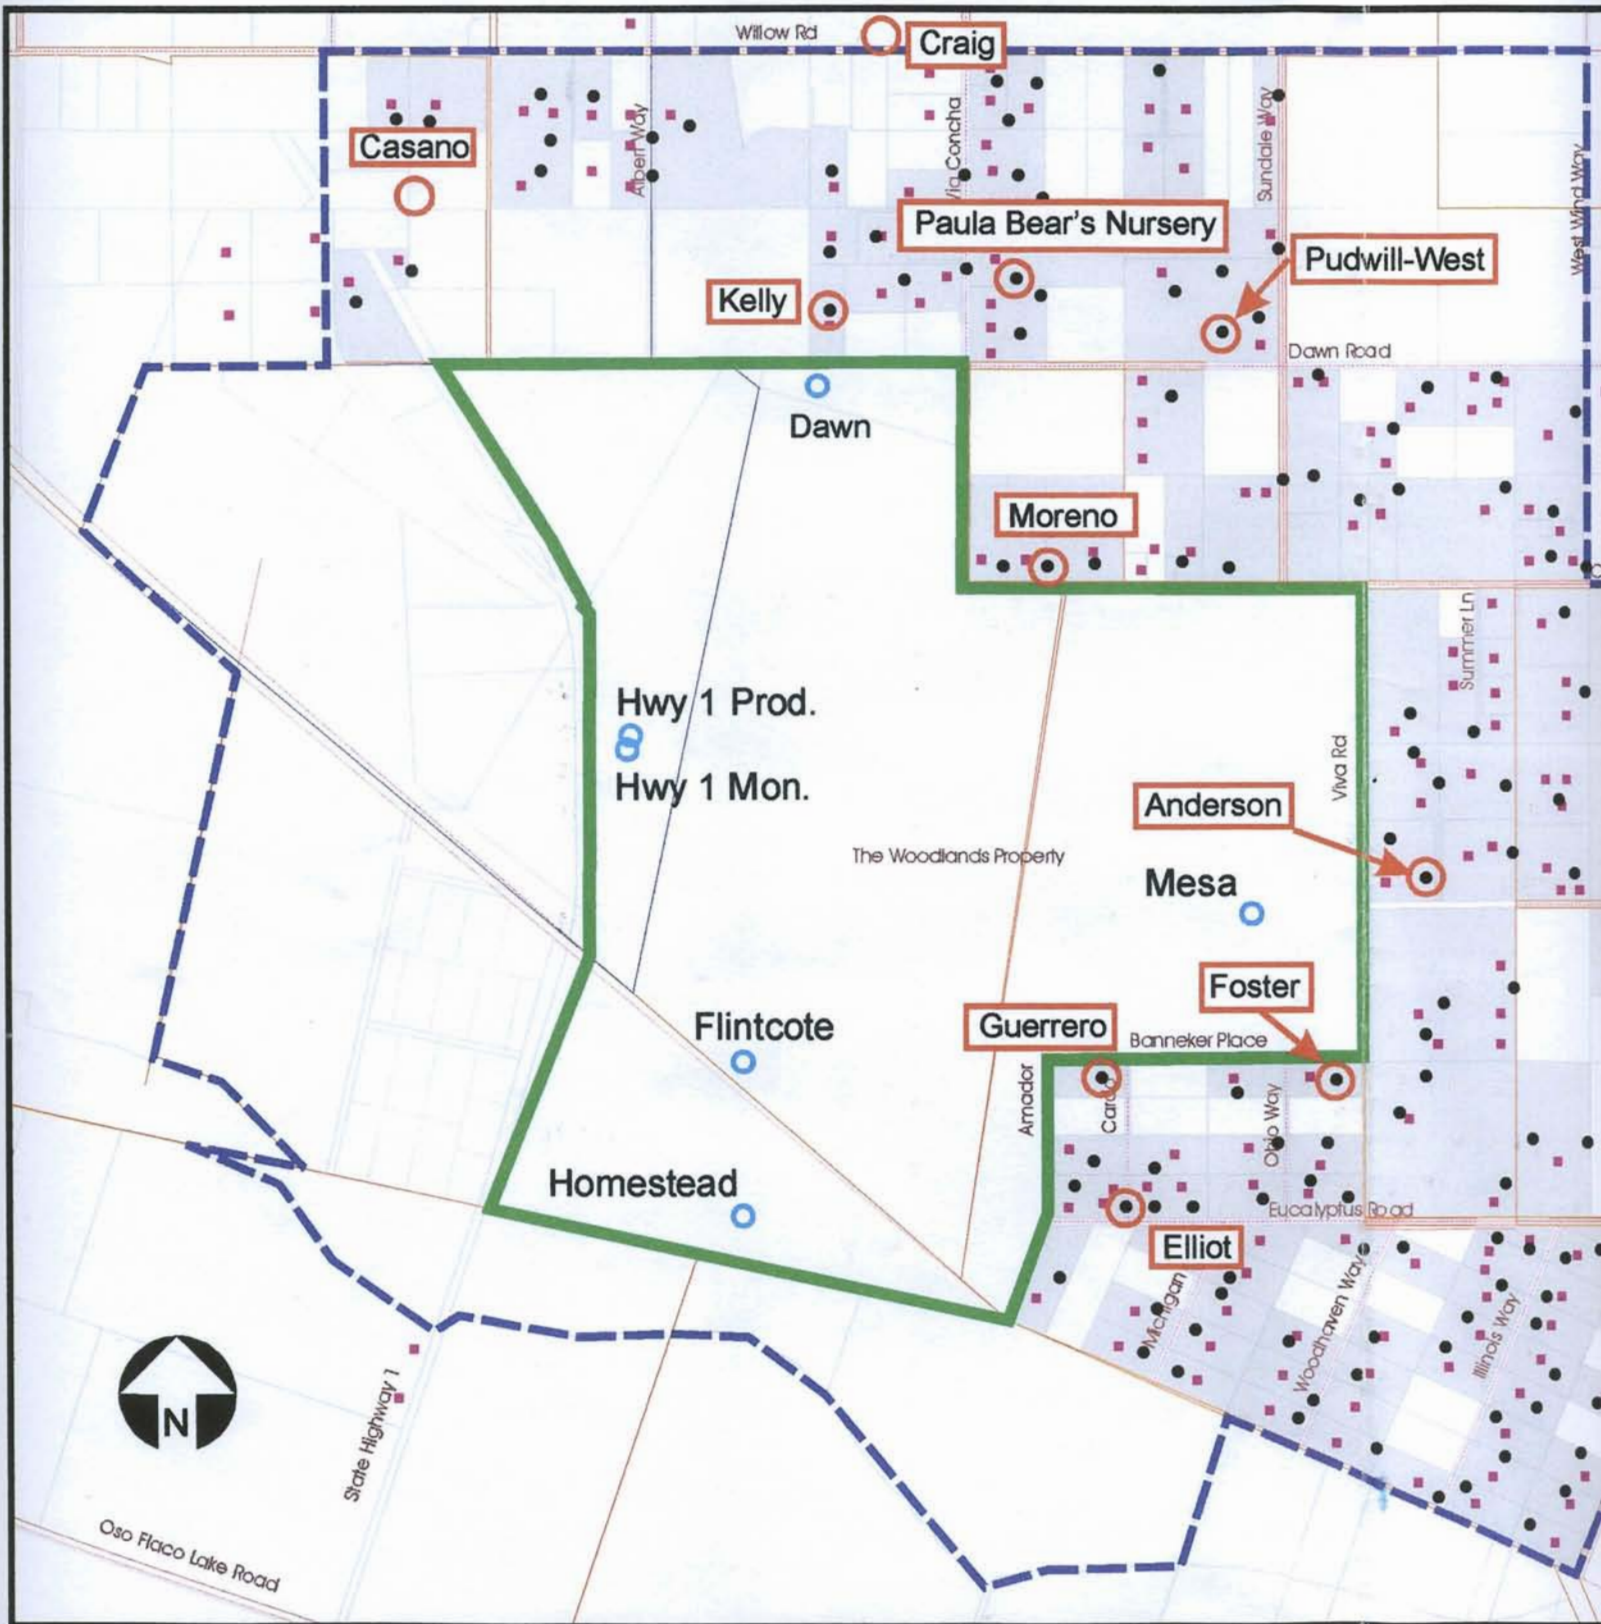 Willow Rd
Craig
Casano
Albert Way
Via Concha
Sundale Way
West Wind Way
Paula Bear's Nursery
Pudwill-West
Kelly
Dawn Road
Dawn
Moreno
Summer Ln
Hwy 1 Prod.
Hwy 1 Mon.
Viva Rd
Anderson
The Woodlands Property
Mesa
Foster
Flintcote
Guerrero
Banneker Place
Amador
Ohio Way
Homestead
Eucalyptus Road
Elliot
Michigan
Woodhaven Way
Illinois Way
N
State Highway 1
Oso Flaco Lake Road